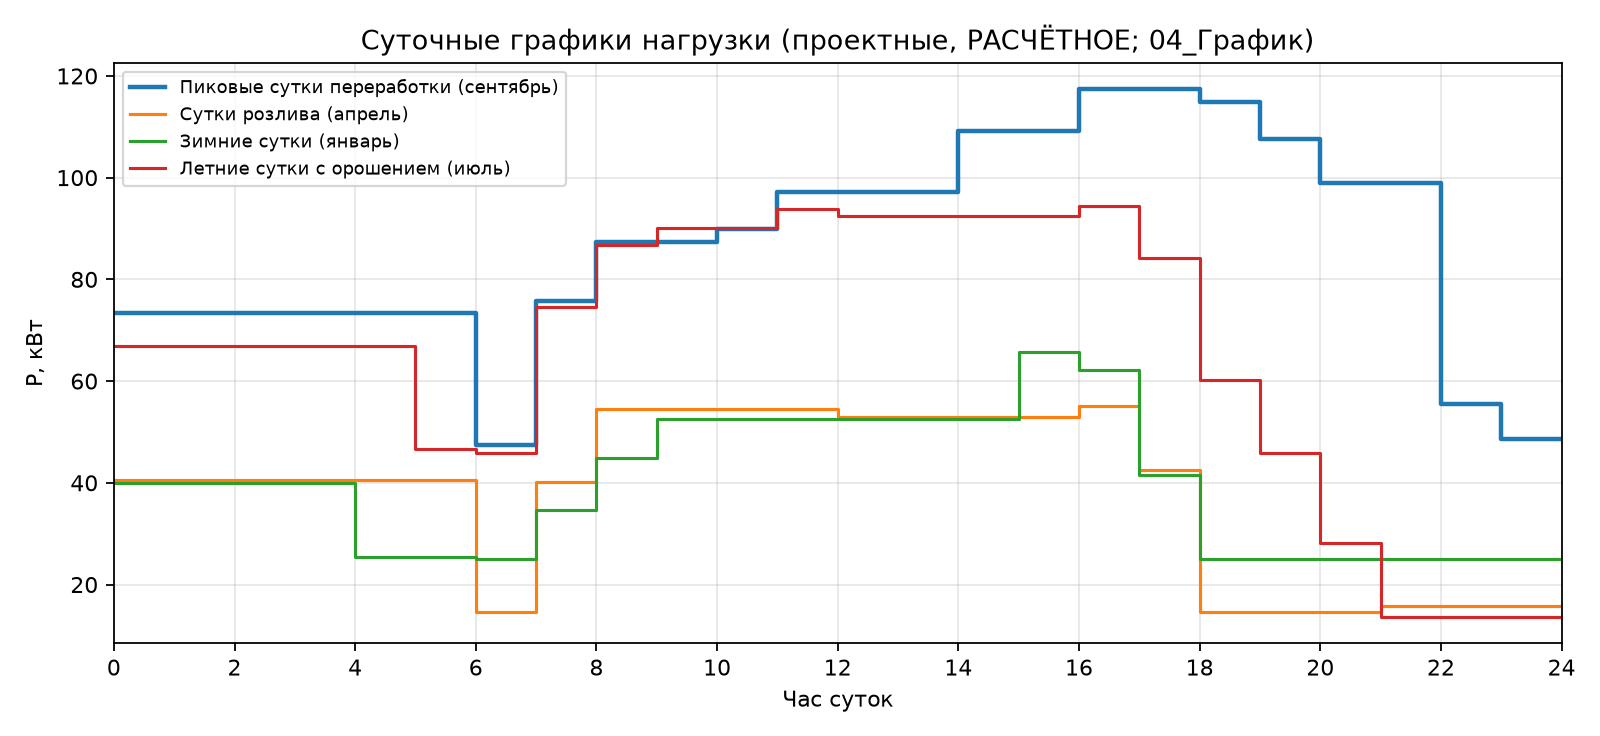 Суточные графики нагрузки (проектные, РАСЧЁТНОЕ; 04_График)
Пиковые сутки переработки (сентябрь)
Сутки розлива (апрель)
Зимние сутки (январь)
Летние сутки с орошением (июль)
P, кВт
120
100
80
60
40
20
0 2 4 6 8 10 12 14 16 18 20 22 24
Час суток